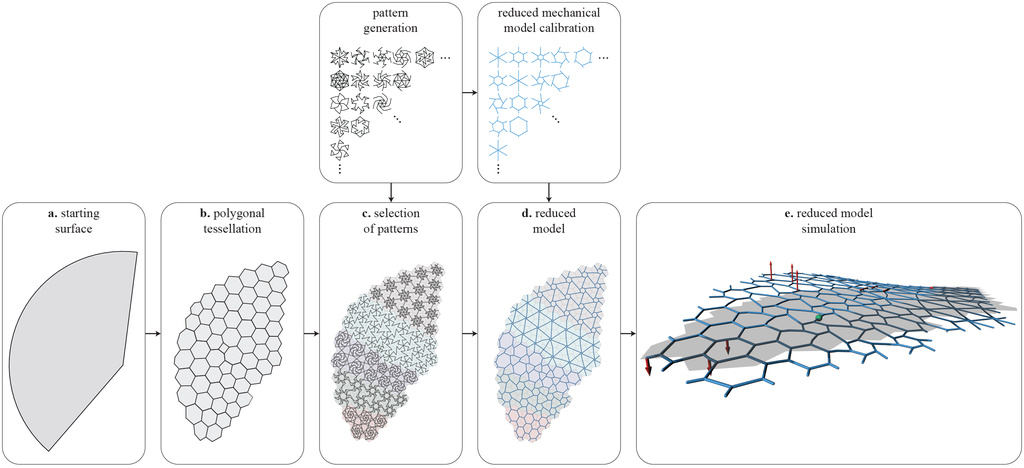 pattern
generation
reduced mechanical
model calibration
a. starting
surface
b. polygonal
tessellation
c. selection
of patterns
d. reduced
model
e. reduced model
simulation